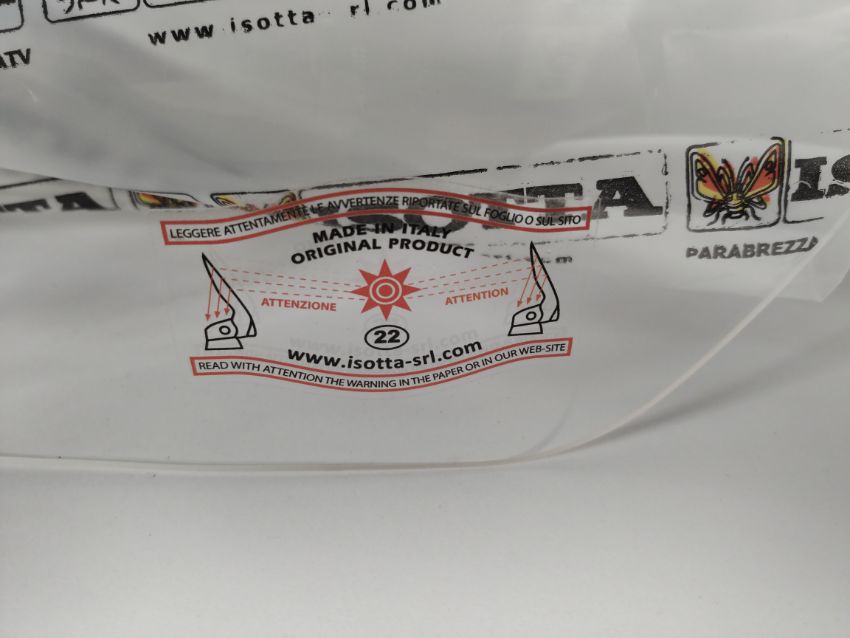 ATV
www.isotta-srl.com
ISOTTA
PARABREZZA
LEGGERE ATTENTAMENTE LE AVVERTENZE RIPORTATE SUL FOGLIO O SUL SITO
MADE IN ITALY
ORIGINAL PRODUCT
ATTENZIONE
ATTENTION
22
www.isotta-srl.com
READ WITH ATTENTION THE WARNING IN THE PAPER OR IN OUR WEB-SITE